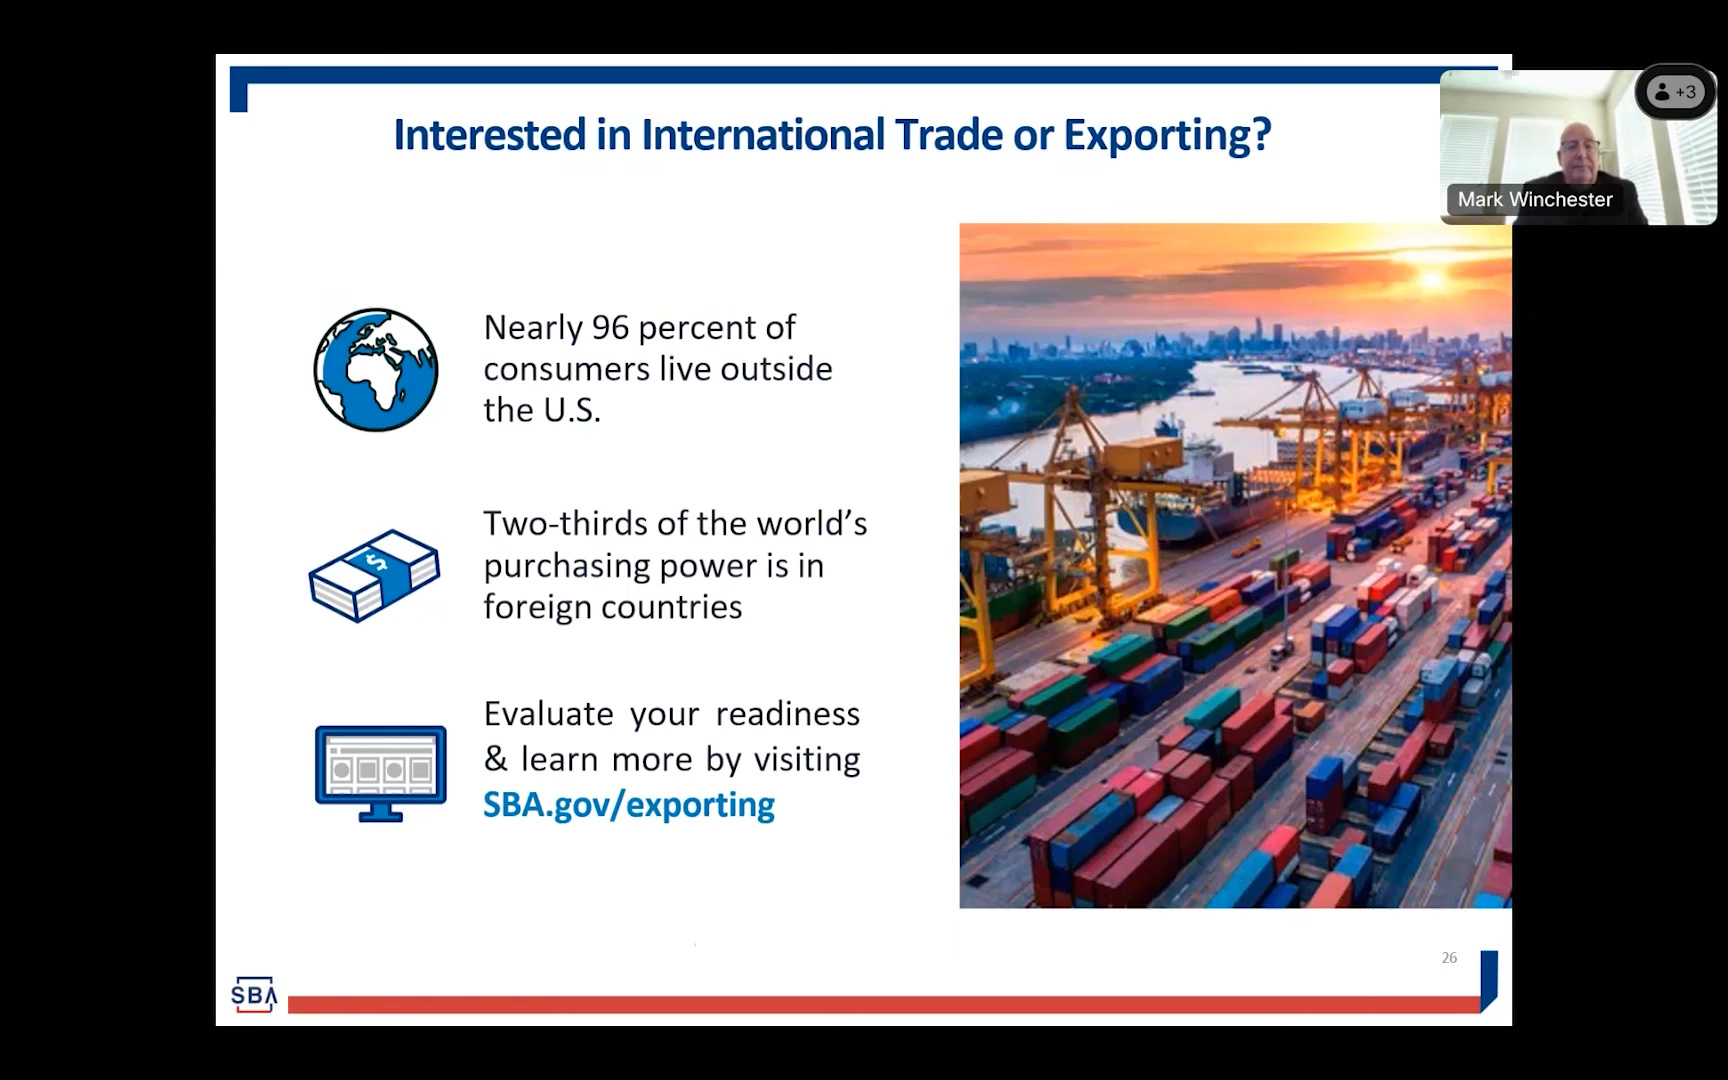 Interested in International Trade or Exporting?
+3
Mark Winchester
Nearly 96 percent of
consumers live outside
the U.S.
$
Two-thirds of the world’s
purchasing power is in
foreign countries
Evaluate your readiness
& learn more by visiting
SBA.gov/exporting
26
SBA